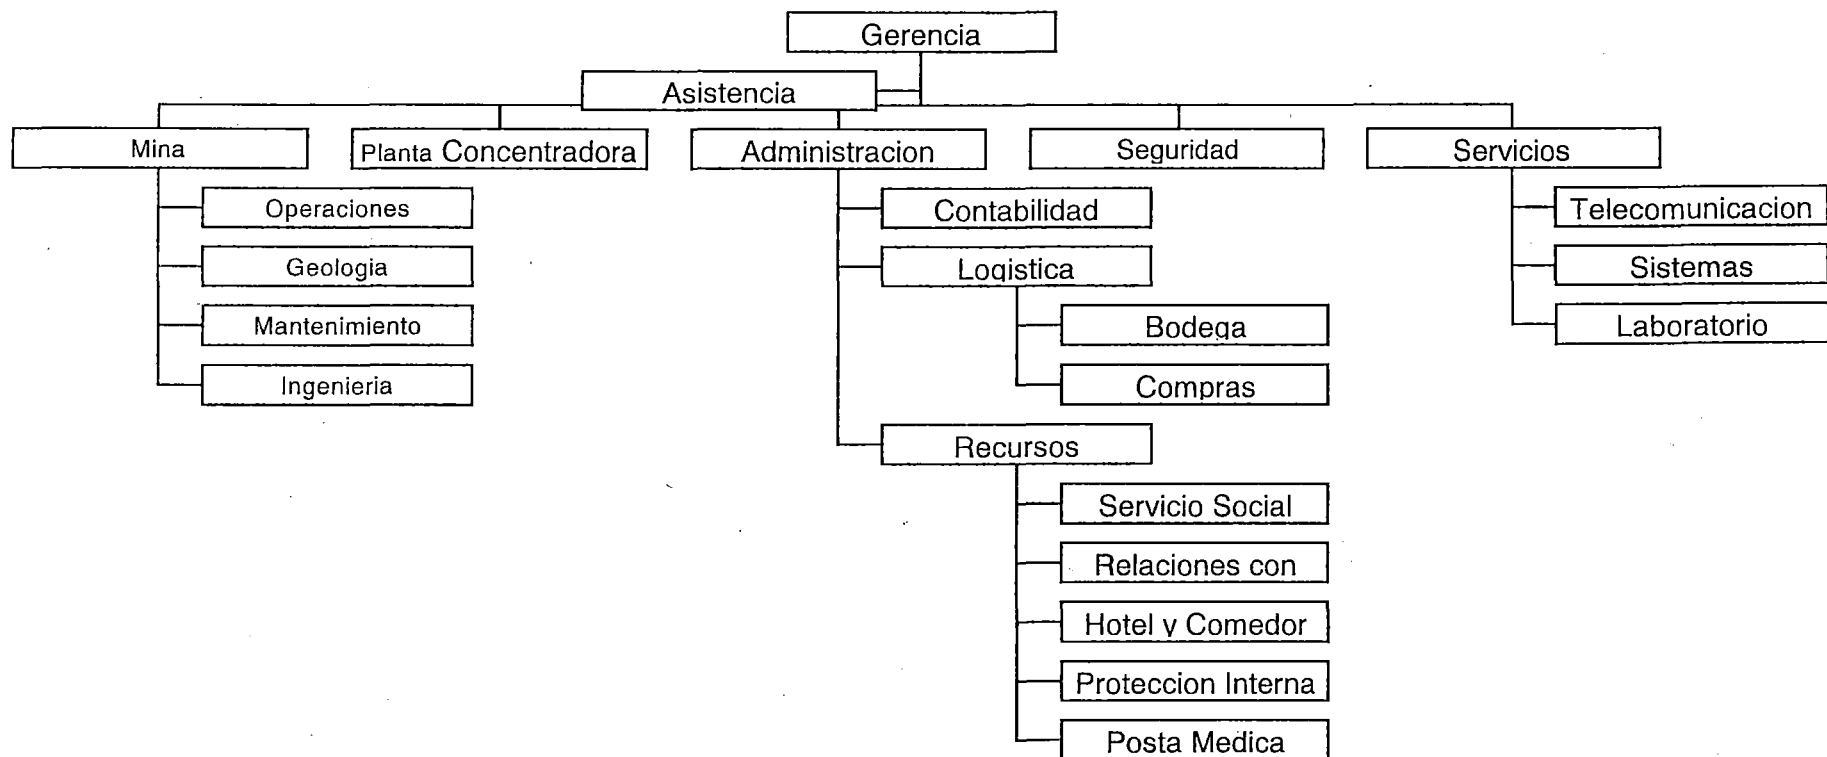 Gerencia
Asistencia
Mina
Planta Concentradora
Administracion
Seguridad
Servicios
Operaciones
Geologia
Mantenimiento
Ingenieria
Contabilidad
Logistica
Bodega
Compras
Recursos
Servicio Social
Relaciones con
Hotel y Comedor
Proteccion Interna
Posta Medica
Telecomunicacion
Sistemas
Laboratorio